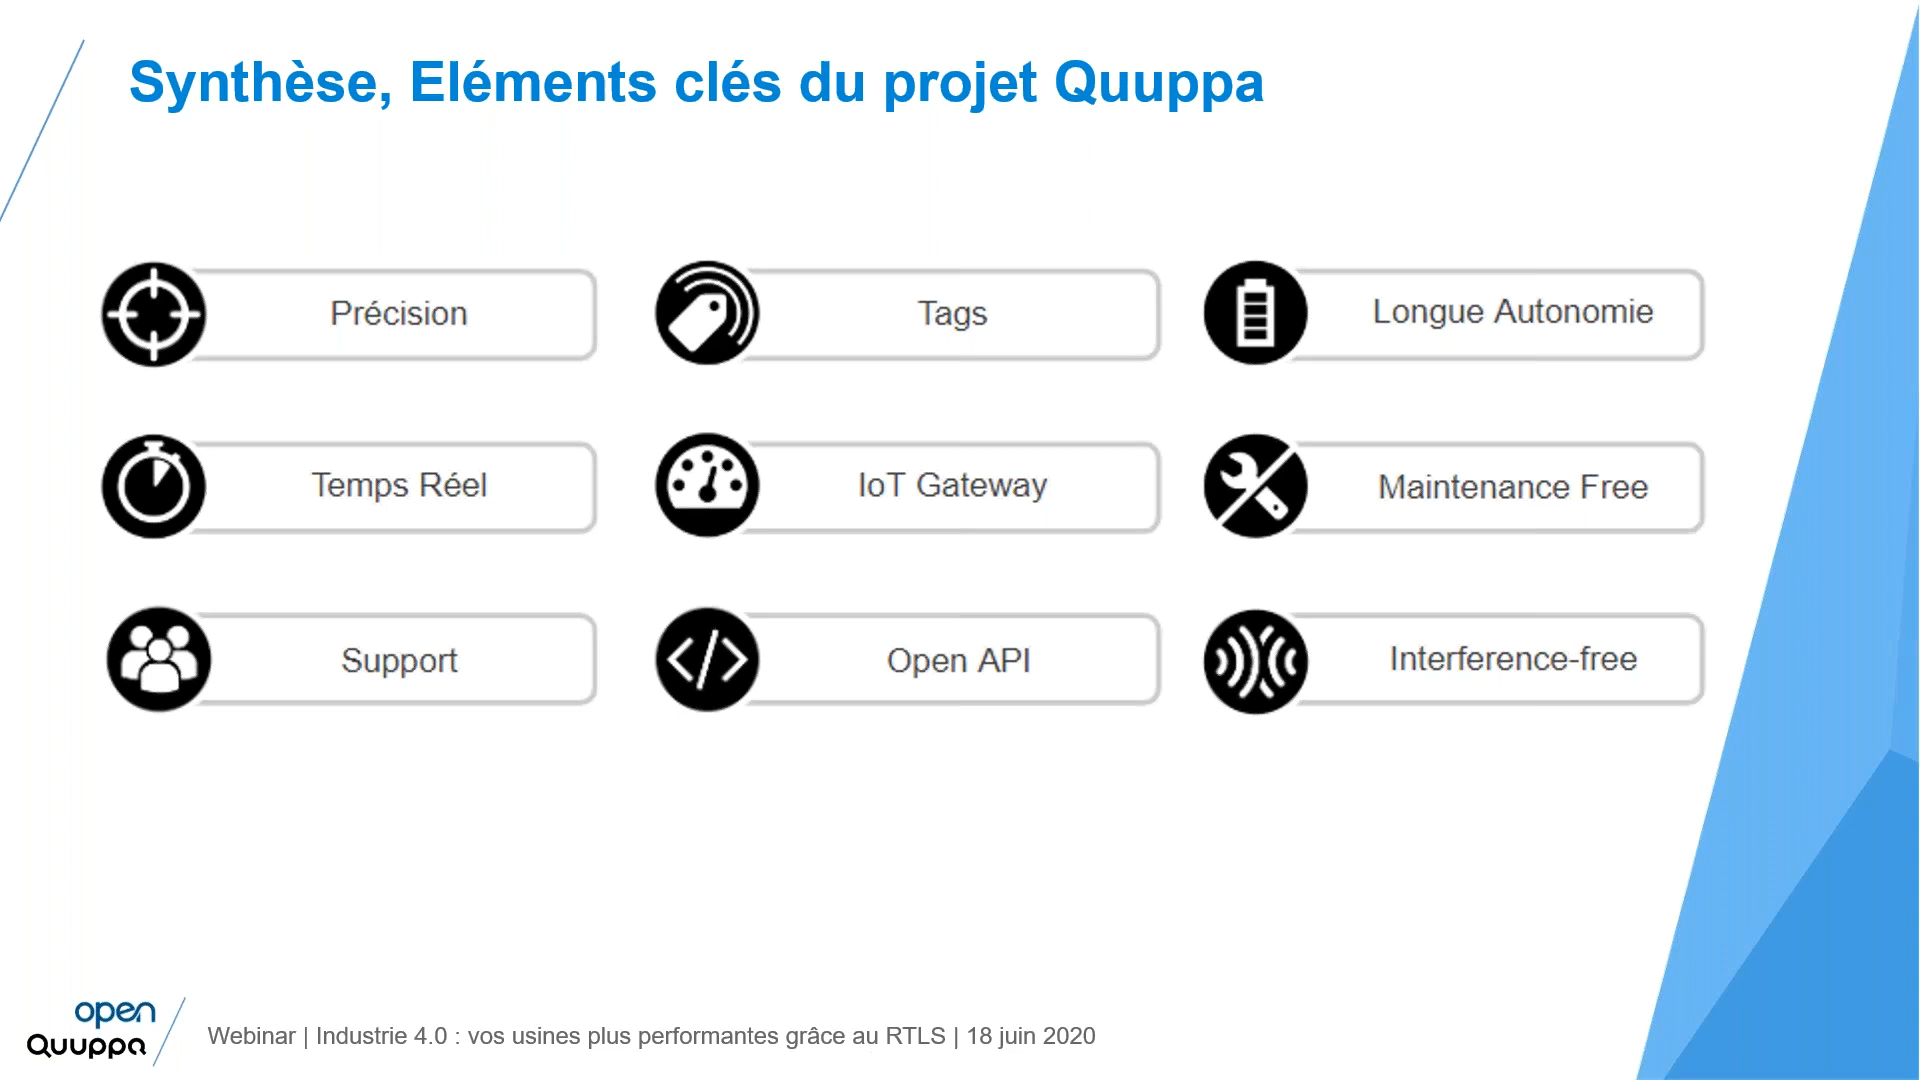 Synthèse, Eléments clés du projet Quuppa
Précision
Tags
Longue Autonomie
Temps Réel
IoT Gateway
Maintenance Free
Support
</>
Open API
Interference-free
open
Quuppa
Webinar | Industrie 4.0 : vos usines plus performantes grâce au RTLS | 18 juin 2020